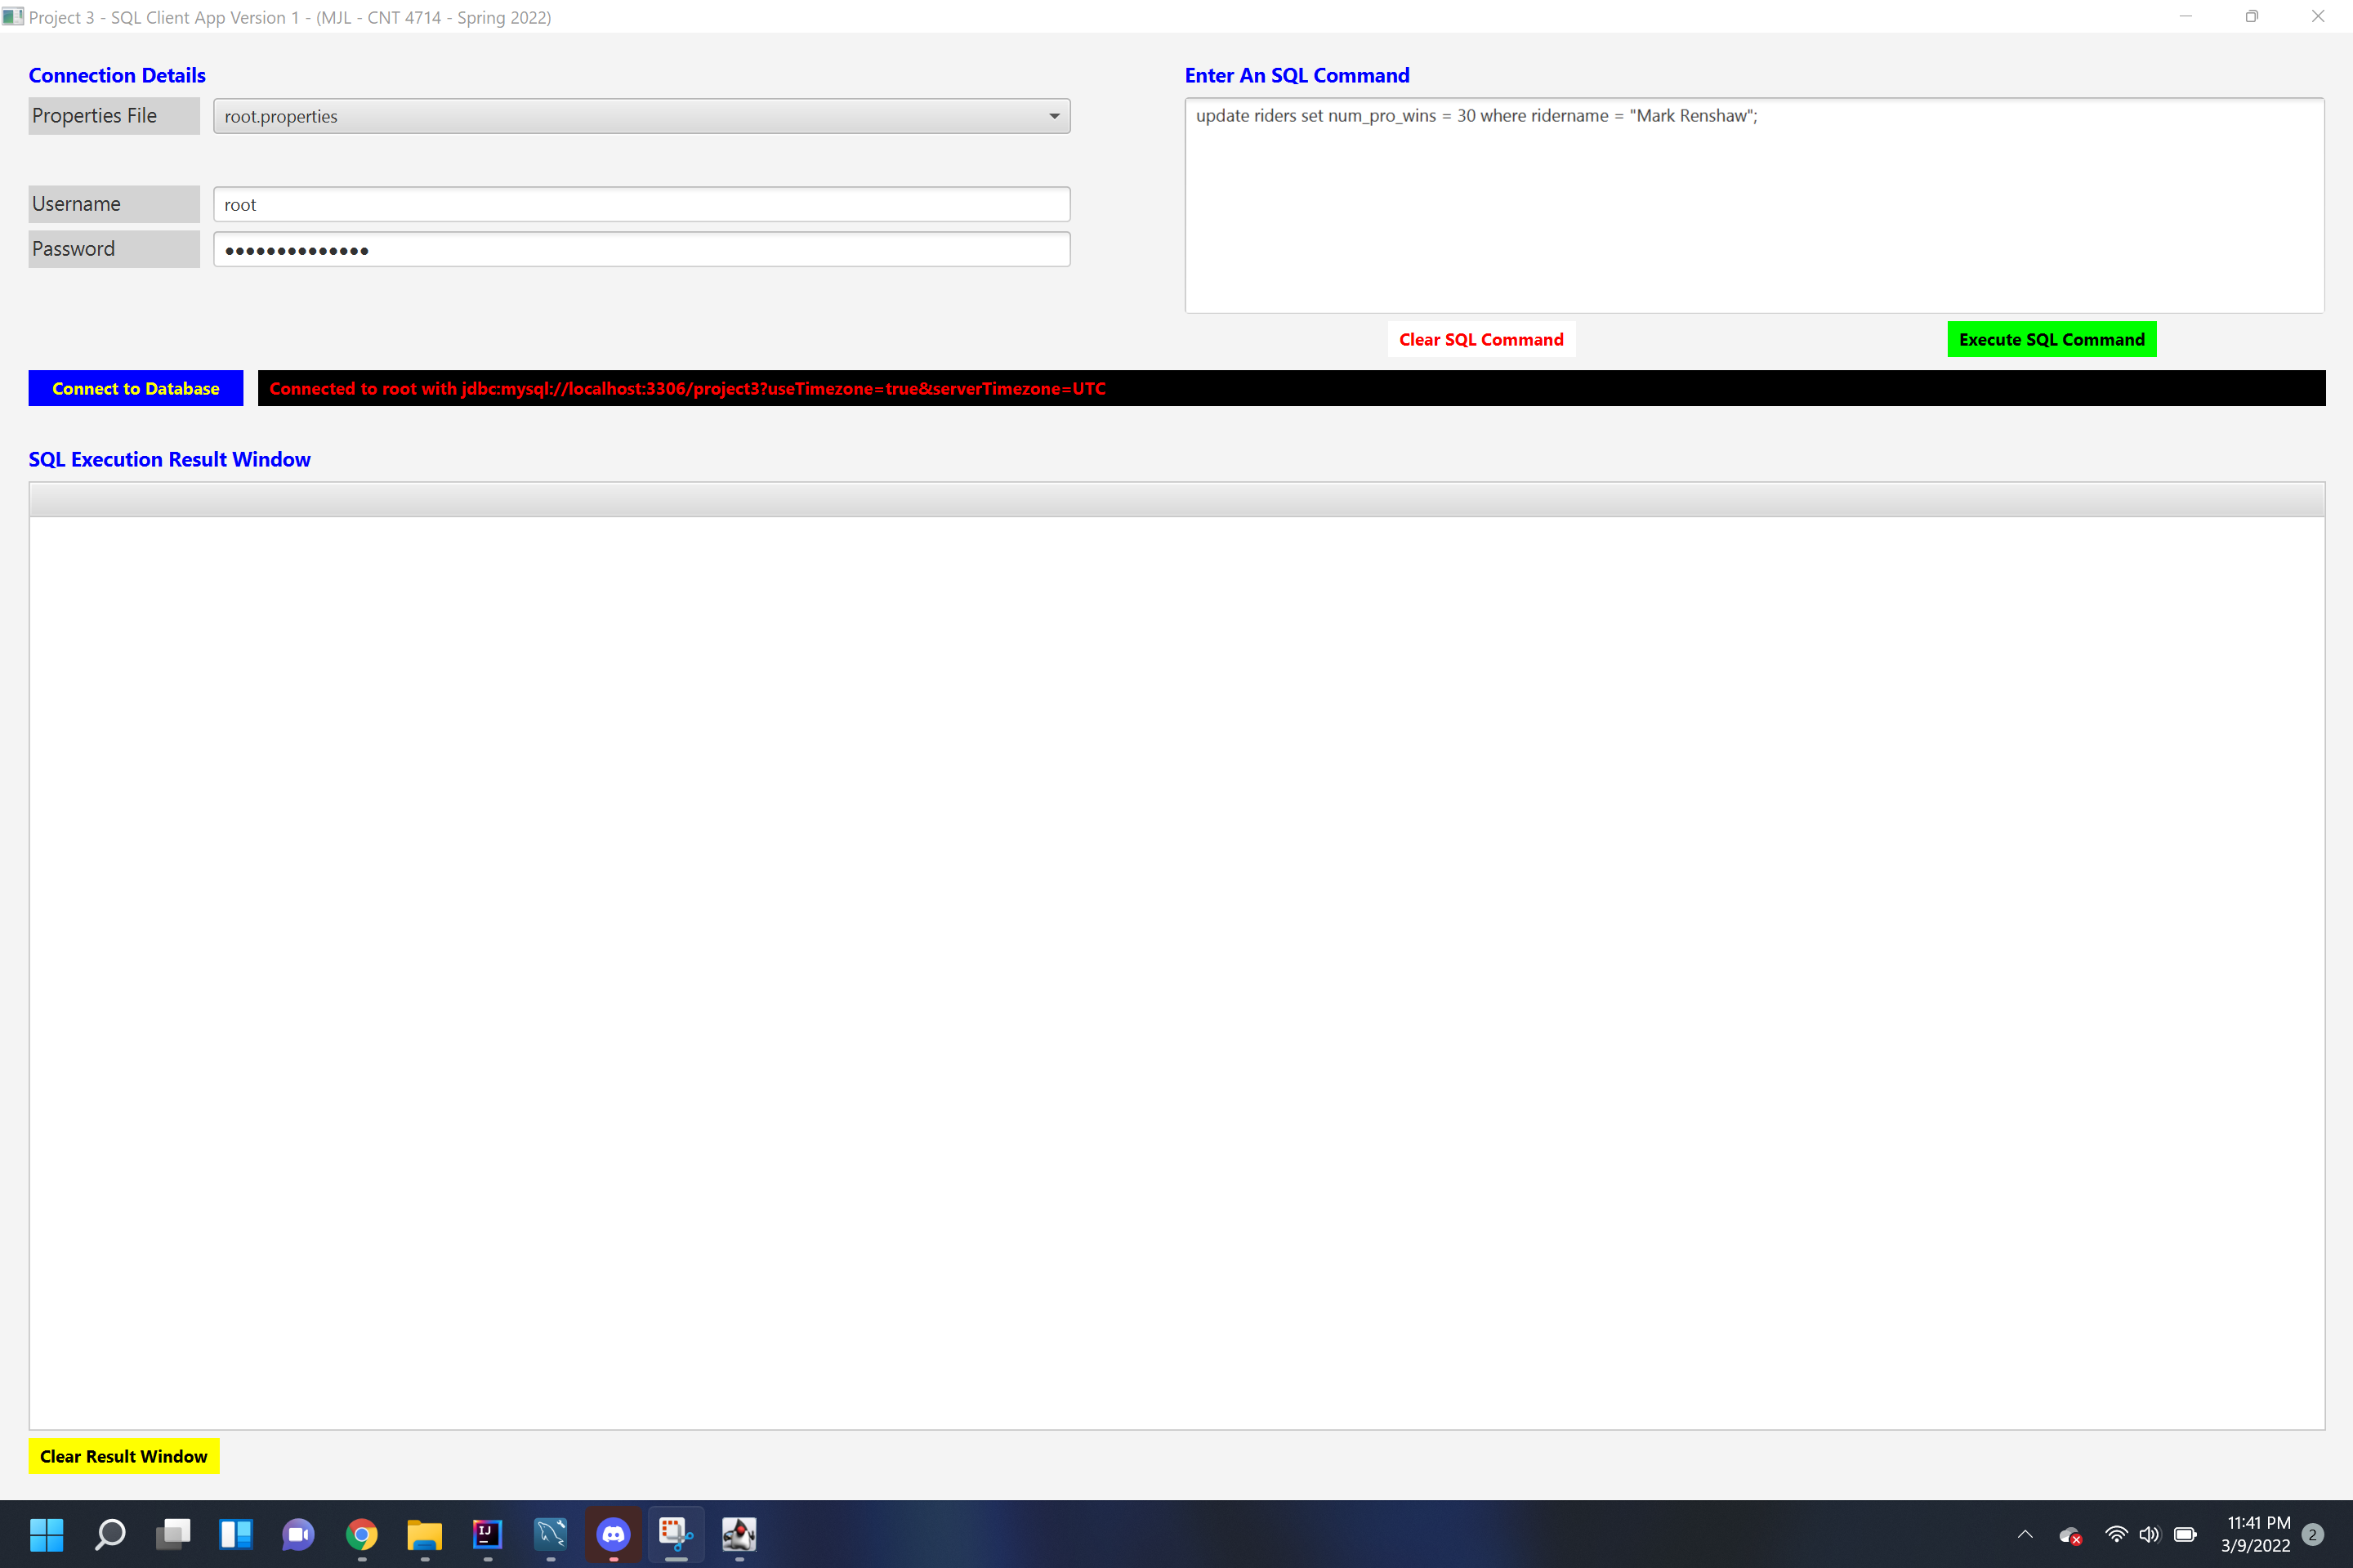 Project 3 - SQL Client App Version 1 - (MJL - CNT 4714 - Spring 2022)
Connection Details
Properties File
root.properties
Username
root
Password
●●●●●●●●●●●●●●
Enter An SQL Command
update riders set num_pro_wins = 30 where ridername = "Mark Renshaw";
Clear SQL Command
Execute SQL Command
Connect to Database
Connected to root with jdbc:mysql://localhost:3306/project3?useTimezone=true&serverTimezone=UTC
SQL Execution Result Window
Clear Result Window
IJ
11:41 PM
3/9/2022
2